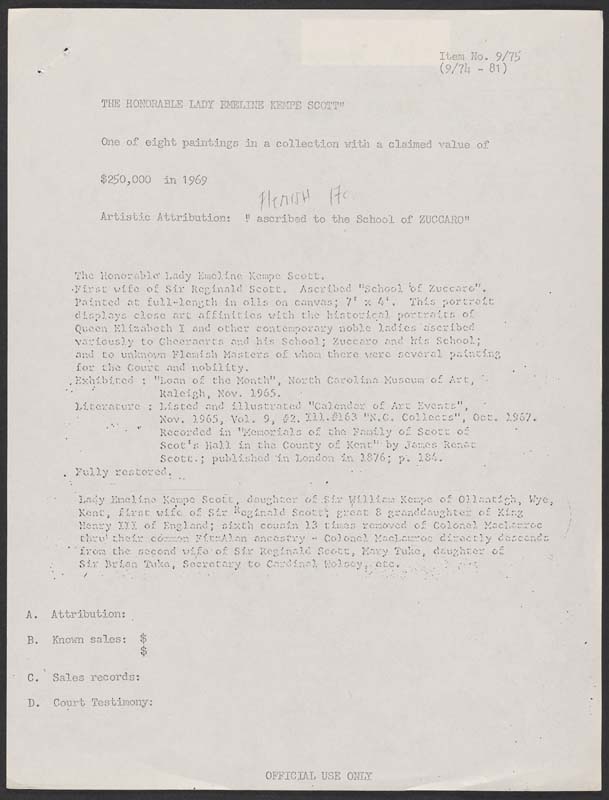 Item No. 9/75
(9/74 - 81)
THE HONORABLE LADY EMELINE KEMPE SCOTT"
One of eight paintings in a collection with a claimed value of
$250,000 in 1969
Flemish 17c
Artistic Attribution: " ascribed to the School of ZUCCARO"
The Honorable Lady Emeline Kempe Scott.
First wife of Sir Reginald Scott. Ascribed "School of Zuccaro".
Painted at full-length in oils on canvas; 7' x 4'. This portrait
displays close art affinities with the historical portraits of
Queen Elizabeth I and other contemporary noble ladies ascribed
variously to Gheeraerts and his School; Zuccaro and his School;
and to unknown Flemish Masters of whom there were several painting
for the Court and nobility.
Exhibited : "Loan of the Month", North Carolina Museum of Art,
Raleigh, Nov. 1965.
Literature : Listed and illustrated "Calendar of Art Events",
Nov. 1965, Vol. 9, #2. Ill.#163 "N.C. Collects", Oct. 1967.
Recorded in "Memorials of the Family of Scott of
Scot's Hall in the County of Kent" by James Renat
Scott.; published in London in 1876; p. 184.
Fully restored.
Lady Emeline Kempe Scott, daughter of Sir William Kempe of Ollantigh, Wye,
Kent, first wife of Sir Reginald Scott; great 8 granddaughter of King
Henry III of England; sixth cousin 13 times removed of Colonel MacLarroc
thru' their common FitzAlan ancestry - Colonel MacLarroc directly descends
from the second wife of Sir Reginald Scott, Mary Tuke, daughter of
Sir Brian Tuke, Secretary to Cardinal Wolsey, etc.
A. Attribution:
B. Known sales: $
$
C. Sales records:
D. Court Testimony:
OFFICIAL USE ONLY